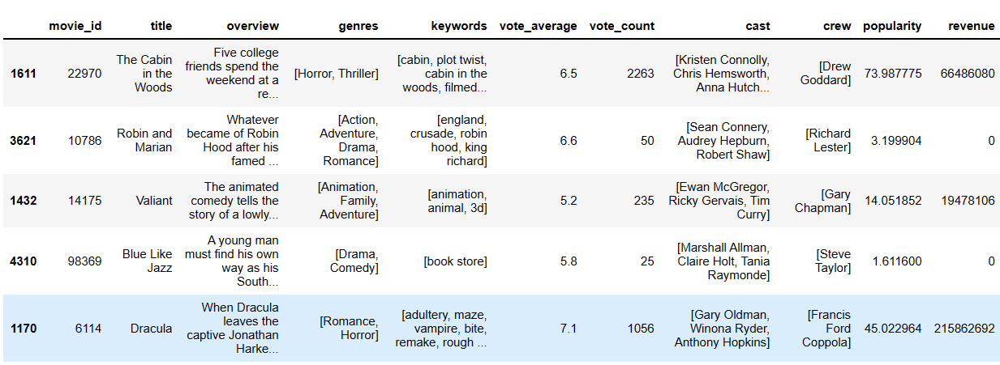 movie_id title overview genres keywords vote_average vote_count cast crew popularity revenue
1611 22970 The Cabin in the Woods Five college friends spend the weekend at a re... [Horror, Thriller] [cabin, plot twist, cabin in the woods, filmed... 6.5 2263 [Kristen Connolly, Chris Hemsworth, Anna Hutch... [Drew Goddard] 73.987775 66486080
3621 10786 Robin and Marian Whatever became of Robin Hood after his famed ... [Action, Adventure, Drama, Romance] [england, crusade, robin hood, king richard] 6.6 50 [Sean Connery, Audrey Hepburn, Robert Shaw] [Richard Lester] 3.199904 0
1432 14175 Valiant The animated comedy tells the story of a lowly... [Animation, Family, Adventure] [animation, animal, 3d] 5.2 235 [Ewan McGregor, Ricky Gervais, Tim Curry] [Gary Chapman] 14.051852 19478106
4310 98369 Blue Like Jazz A young man must find his own way as his South... [Drama, Comedy] [book store] 5.8 25 [Marshall Allman, Claire Holt, Tania Raymonde] [Steve Taylor] 1.611600 0
1170 6114 Dracula When Dracula leaves the captive Jonathan Harke... [Romance, Horror] [adultery, maze, vampire, bite, remake, rough ... 7.1 1056 [Gary Oldman, Winona Ryder, Anthony Hopkins] [Francis Ford Coppola] 45.022964 215862692